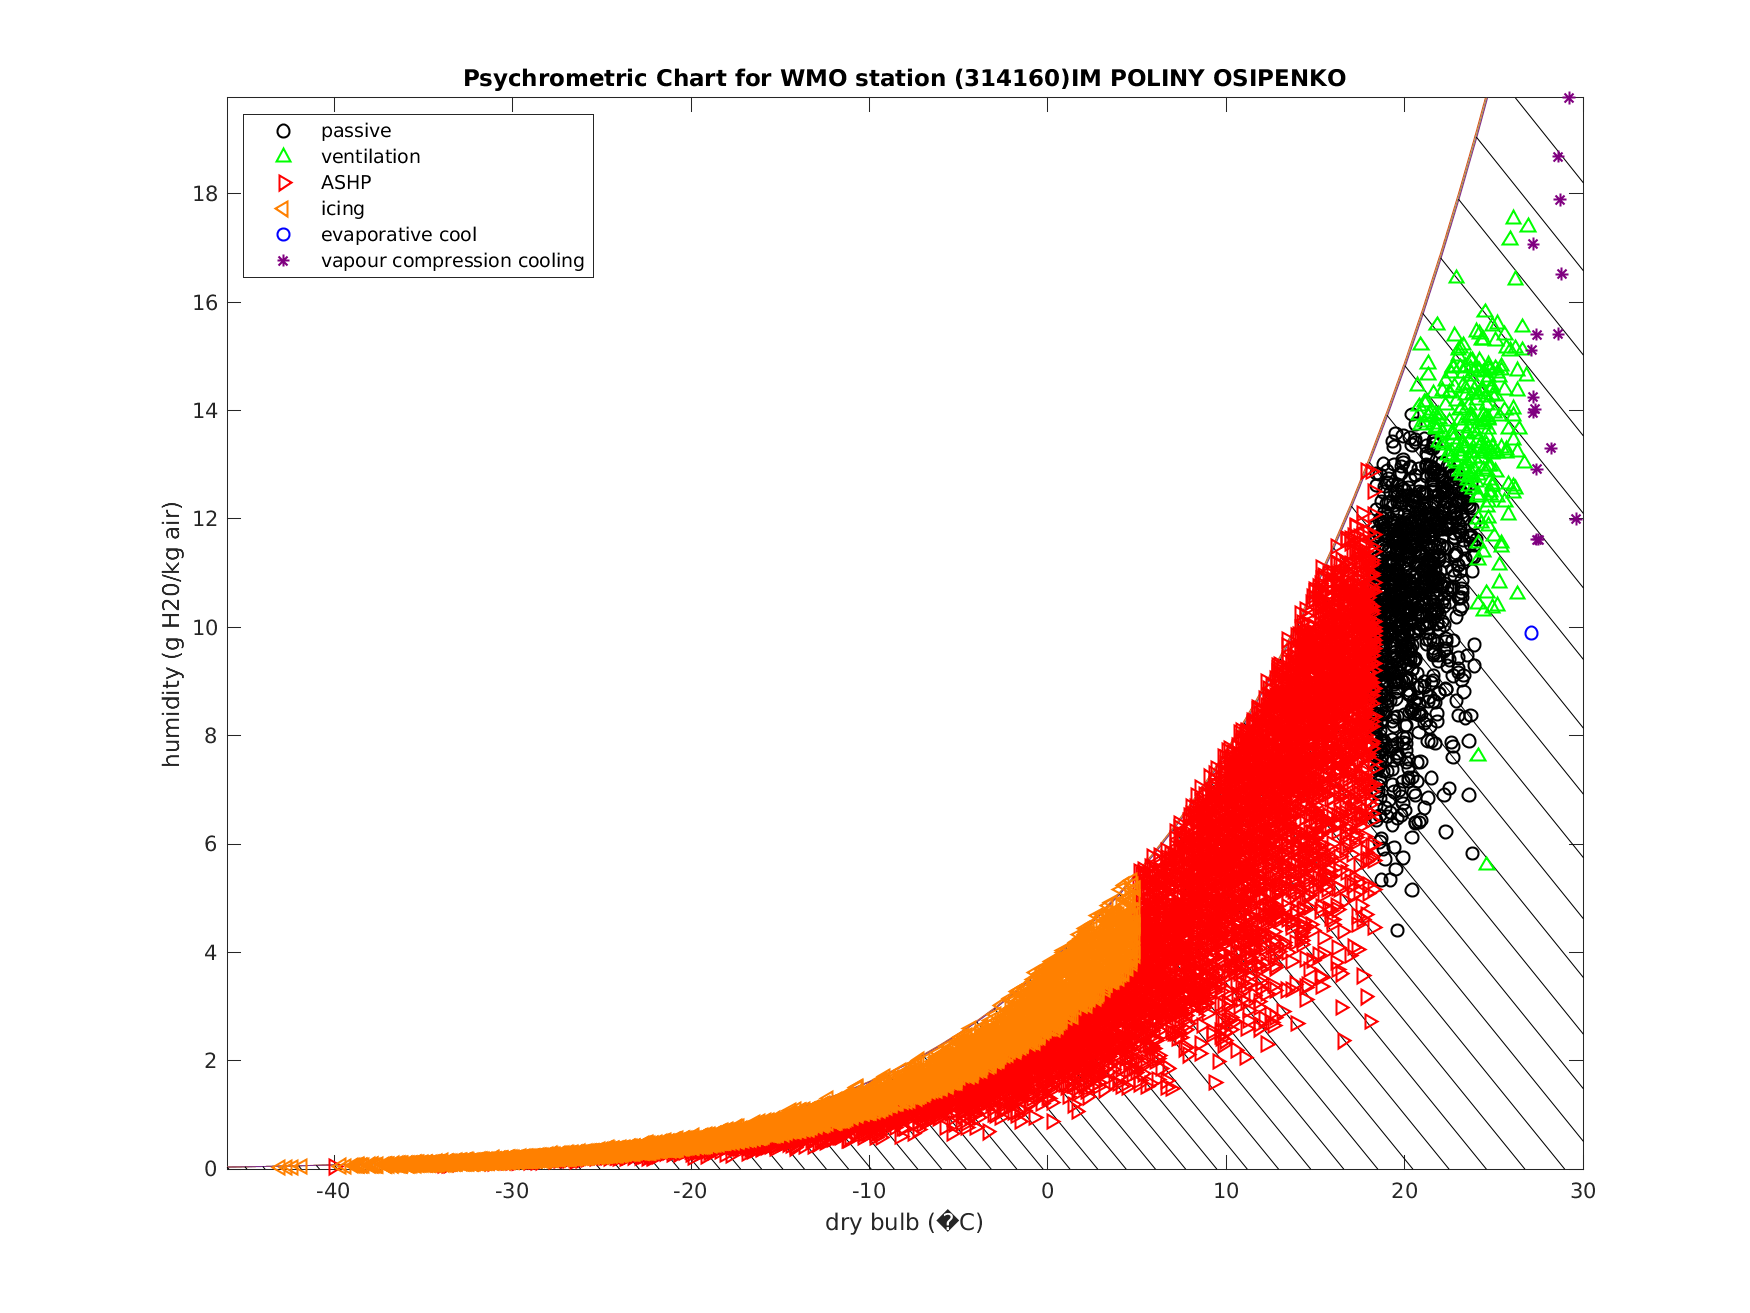 Psychrometric Chart for WMO station (314160)IM POLINY OSIPENKO
passive
ventilation
ASHP
icing
evaporative cool
vapour compression cooling
humidity (g H20/kg air)
18
16
14
12
10
8
6
4
2
0
-40 -30 -20 -10 0 10 20 30
dry bulb (�C)